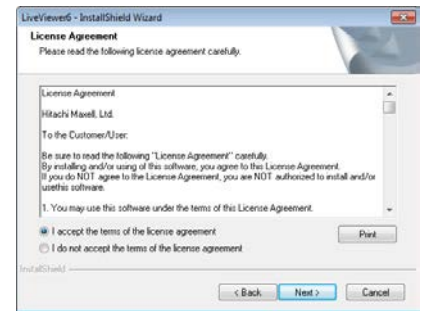 LiveViewer6 - InstallShield Wizard
License Agreement
Please read the following license agreement carefully.
License Agreement
Hitachi Maxell, Ltd.
To the Customer/User:
Be sure to read the following "License Agreement" carefully.
By installing and/or using of this software, you agree to this License Agreement.
If you do NOT agree to the License Agreement, you are NOT authorized to install and/or
usethis software.
1. You may use this software under the terms of this License Agreement.
I accept the terms of the license agreement
Print
I do not accept the terms of the license agreement
InstallShield
< Back
Next >
Cancel